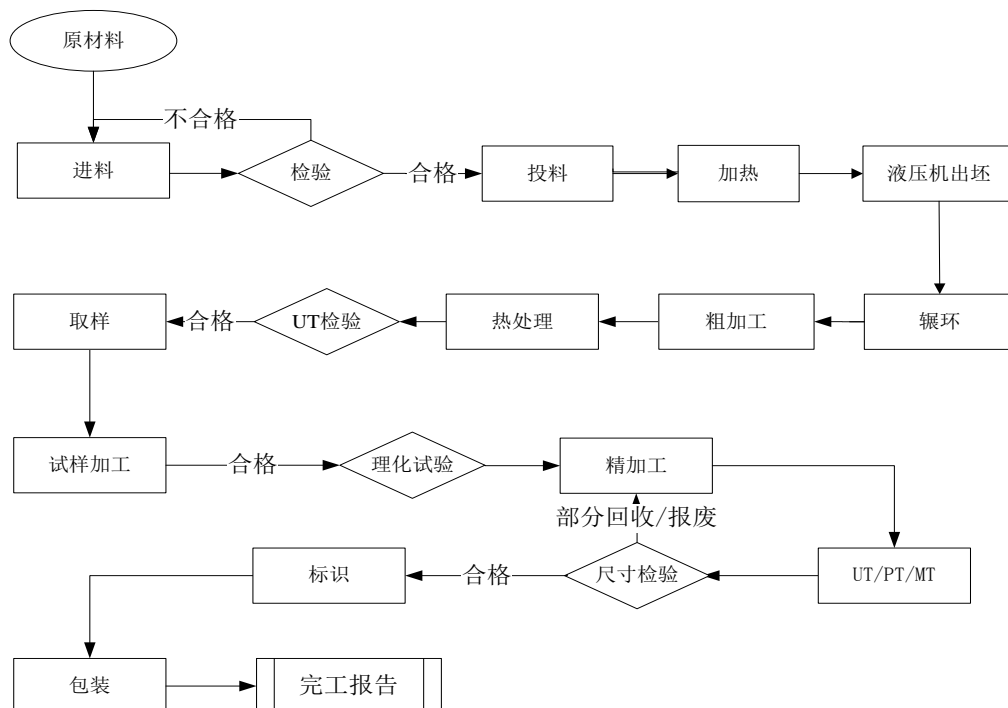 原材料
不合格
进料
检验
合格
投料
加热
液压机出坯
取样
合格
UT检验
热处理
粗加工
辗环
试样加工
合格
理化试验
精加工
部分回收/报废
标识
合格
尺寸检验
UT/PT/MT
包装
完工报告